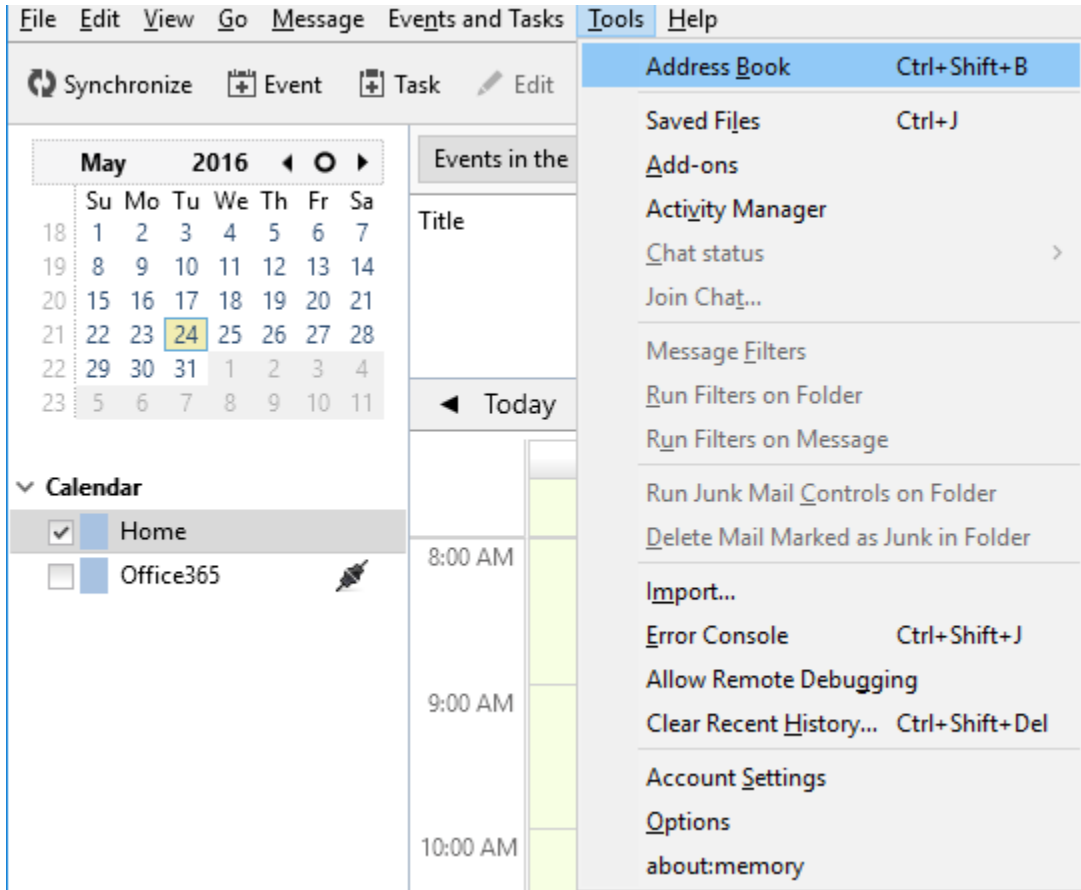 File Edit View Go Message Events and Tasks Tools Help
Synchronize Event Task Edit
May 2016
Su Mo Tu We Th Fr Sa
18 1 2 3 4 5 6 7
19 8 9 10 11 12 13 14
20 15 16 17 18 19 20 21
21 22 23 24 25 26 27 28
22 29 30 31 1 2 3 4
23 5 6 7 8 9 10 11
Calendar
Home
Office365
Events in the
Title
Today
8:00 AM
9:00 AM
10:00 AM
Address Book Ctrl+Shift+B
Saved Files Ctrl+J
Add-ons
Activity Manager
Chat status
Join Chat...
Message Filters
Run Filters on Folder
Run Filters on Message
Run Junk Mail Controls on Folder
Delete Mail Marked as Junk in Folder
Import...
Error Console Ctrl+Shift+J
Allow Remote Debugging
Clear Recent History... Ctrl+Shift+Del
Account Settings
Options
about:memory